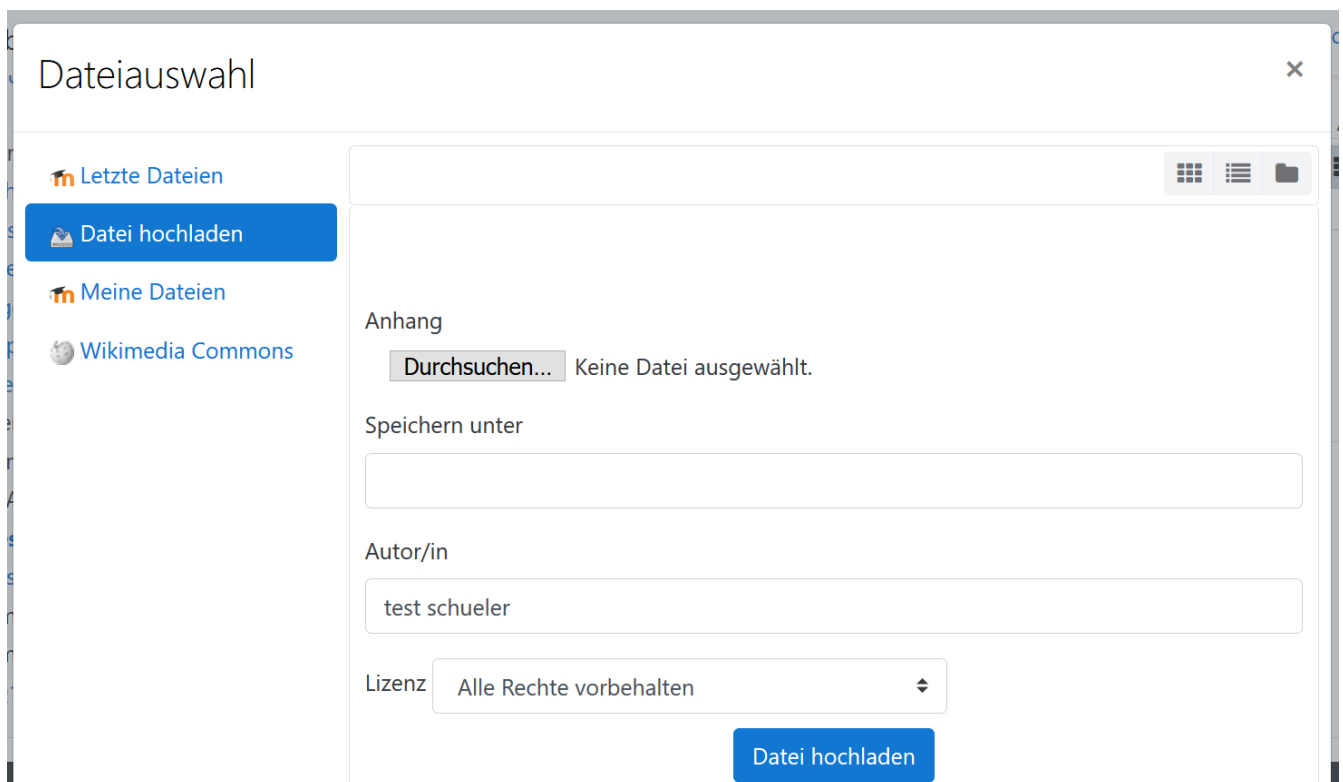 Dateiauswahl
×
Letzte Dateien
Datei hochladen
Meine Dateien
Wikimedia Commons
Anhang
Durchsuchen... Keine Datei ausgewählt.
Speichern unter
Autor/in
test schueler
Lizenz Alle Rechte vorbehalten
Datei hochladen